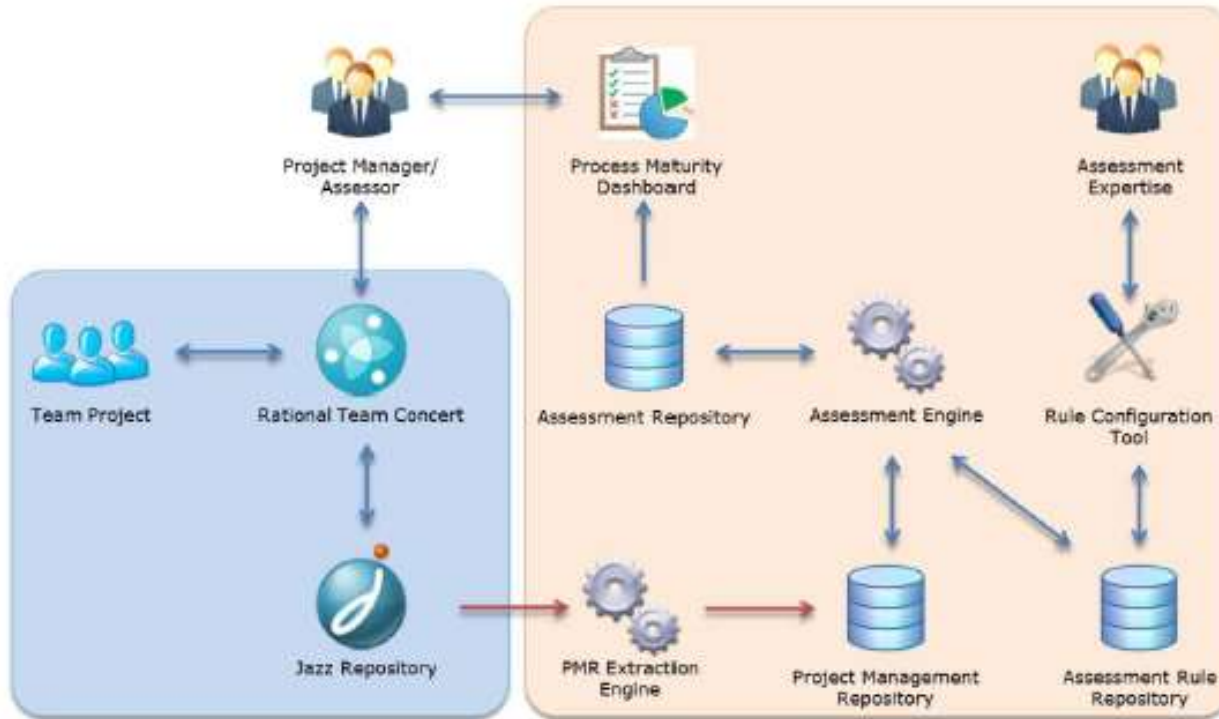 Project Manager/
Assessor
Process Maturity
Dashboard
Assessment
Expertise
Team Project
Rational Team Concert
Assessment Repository
Assessment Engine
Rule Configuration
Tool
Jazz Repository
PMR Extraction
Engine
Project Management
Repository
Assessment Rule
Repository